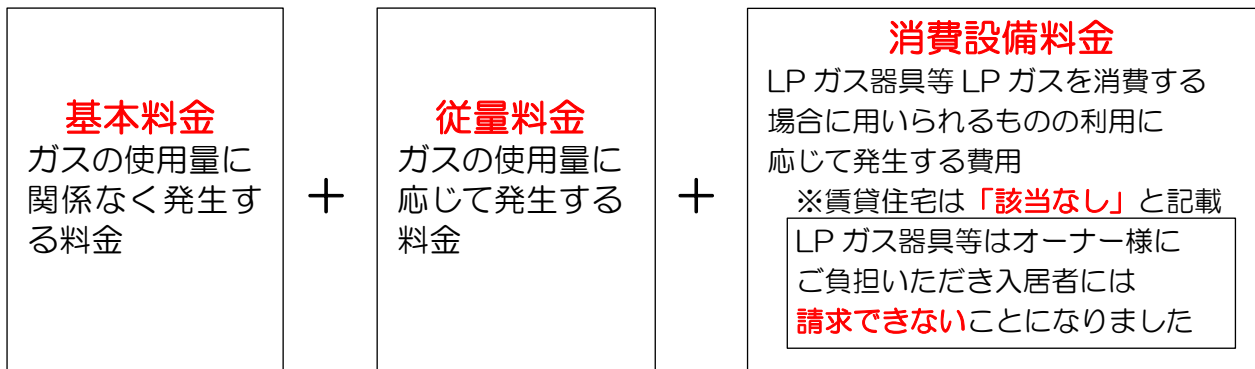 基本料金
ガスの使用量に
関係なく発生す
る料金
＋
従量料金
ガスの使用量に
応じて発生する
料金
＋
消費設備料金
LPガス器具等LPガスを消費する
場合に用いられるものの利用に
応じて発生する費用
※賃貸住宅は「該当なし」と記載
LPガス器具等はオーナー様に
ご負担いただき入居者には
請求できないことになりました